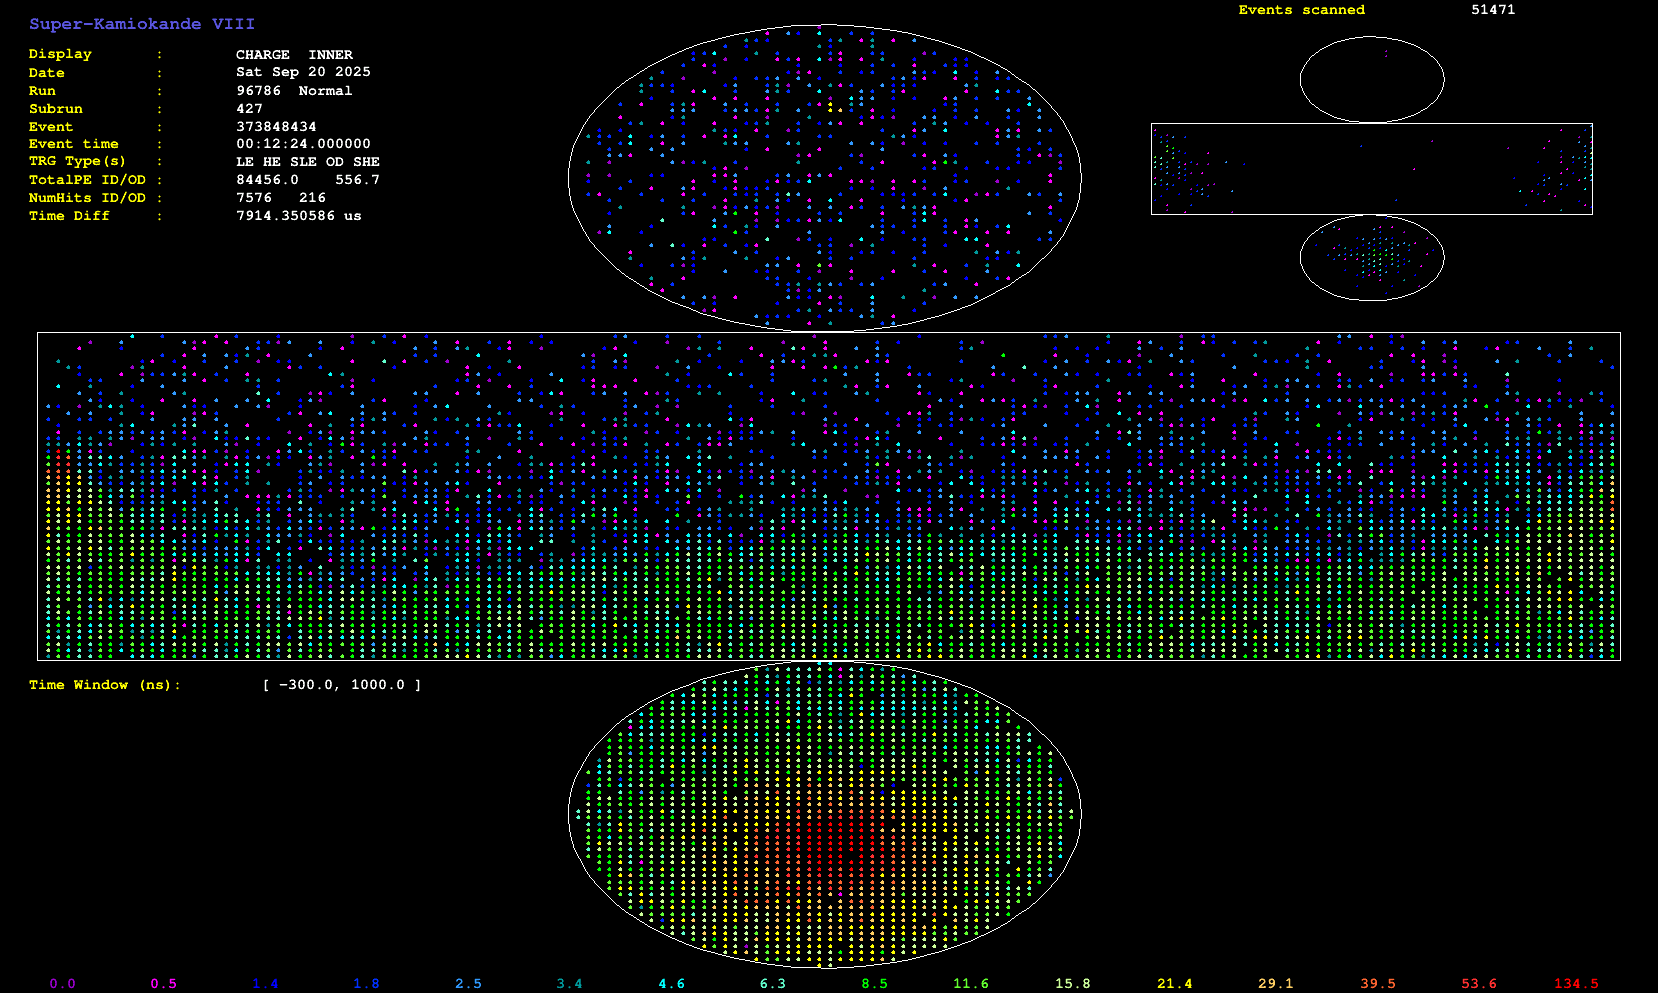 Super-Kamiokande VIII
Display : CHARGE INNER
Date : Sat Sep 20 2025
Run : 96786 Normal
Subrun : 427
Event : 373848434
Event time : 00:12:24.000000
TRG Type(s) : LE HE SLE OD SHE
TotalPE ID/OD : 84456.0 556.7
NumHits ID/OD : 7576 216
Time Diff : 7914.350586 us
Events scanned 51471
Time Window (ns): [ -300.0, 1000.0 ]
0.0 0.5 1.4 1.8 2.5 3.4 4.6 6.3 8.5 11.6 15.8 21.4 29.1 39.5 53.6 134.5